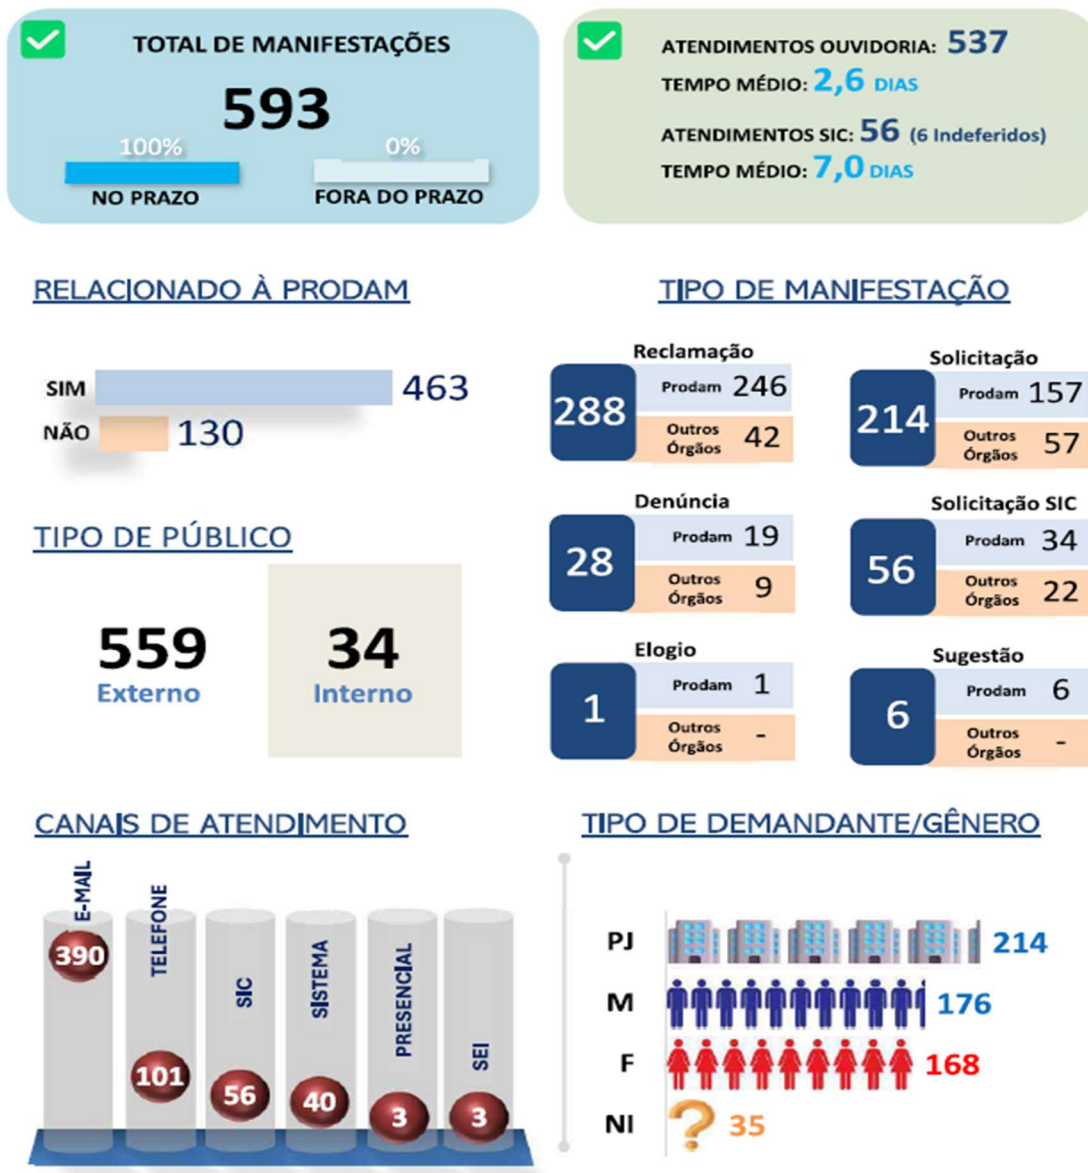 TOTAL DE MANIFESTAÇÕES
593
100%
0%
NO PRAZO
FORA DO PRAZO
ATENDIMENTOS OUVIDORIA: 537
TEMPO MÉDIO: 2,6 DIAS
ATENDIMENTOS SIC: 56 (6 Indeferidos)
TEMPO MÉDIO: 7,0 DIAS
RELACIONADO À PRODAM
SIM 463
NÃO 130
TIPO DE PÚBLICO
559
Externo
34
Interno
TIPO DE MANIFESTAÇÃO
Reclamação
288
Prodam 246
Outros Órgãos 42
Solicitação
214
Prodam 157
Outros Órgãos 57
Denúncia
28
Prodam 19
Outros Órgãos 9
Solicitação SIC
56
Prodam 34
Outros Órgãos 22
Elogio
1
Prodam 1
Outros Órgãos -
Sugestão
6
Prodam 6
Outros Órgãos -
CANAIS DE ATENDIMENTO
E-MAIL
390
TELEFONE
101
SIC
56
SISTEMA
40
PRESENCIAL
3
SEI
3
TIPO DE DEMANDANTE/GÊNERO
PJ 214
M 176
F 168
NI ? 35